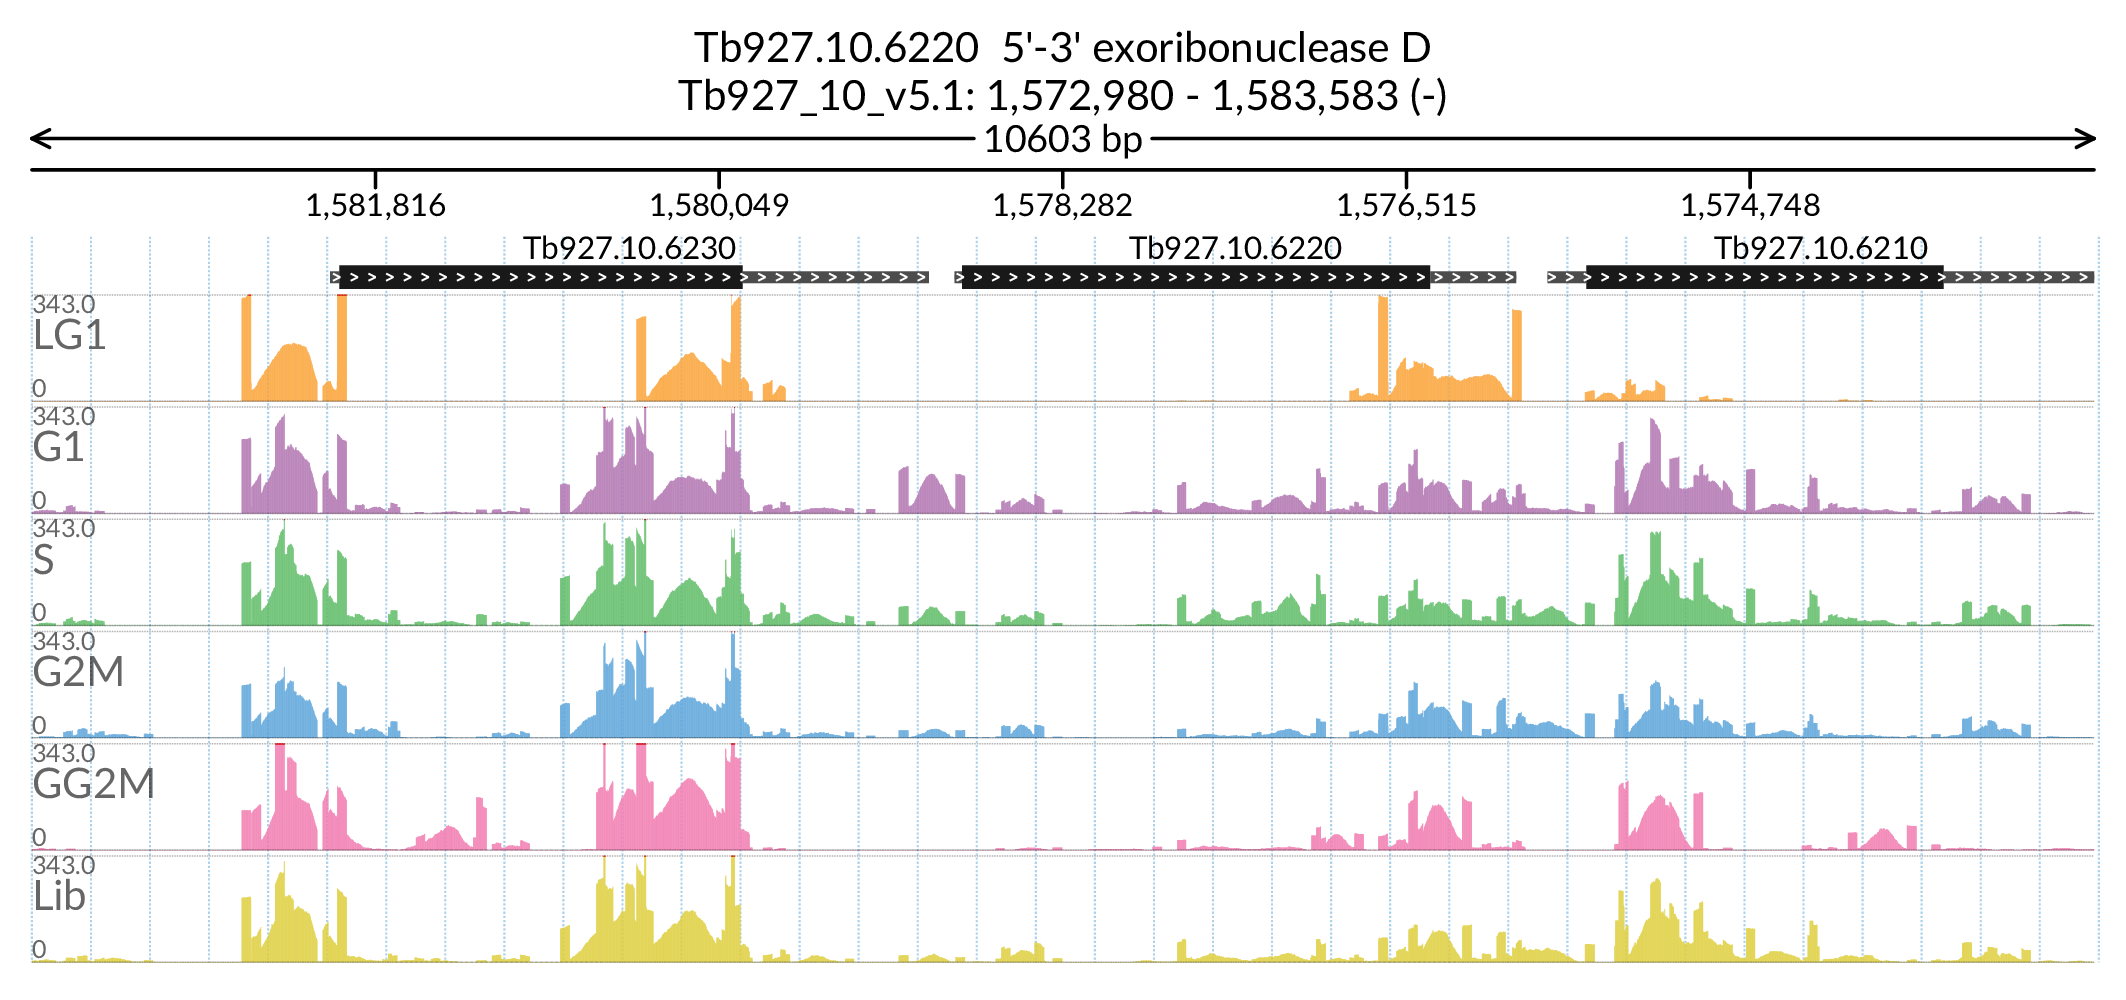 Tb927.10.6220 5'-3' exoribonuclease D
Tb927_10_v5.1: 1,572,980 - 1,583,583 (-)
10603 bp
1,581,816 1,580,049 1,578,282 1,576,515 1,574,748
Tb927.10.6230 Tb927.10.6220 Tb927.10.6210
343.0
LG1
0
343.0
G1
0
343.0
S
0
343.0
G2M
0
343.0
GG2M
0
343.0
Lib
0